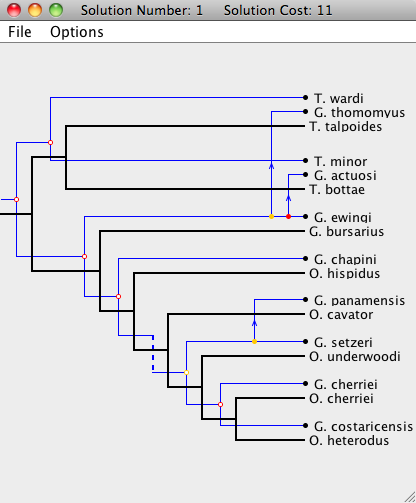 Solution Number: 1 Solution Cost: 11
File Options
T. wardi
G. thomomyus
T. talpoides
T. minor
G. actuosi
T. bottae
G. ewingi
G. bursarius
G. chapini
O. hispidus
G. panamensis
O. cavator
G. setzeri
O. underwoodi
G. cherriei
O. cherriei
G. costaricensis
O. heterodus